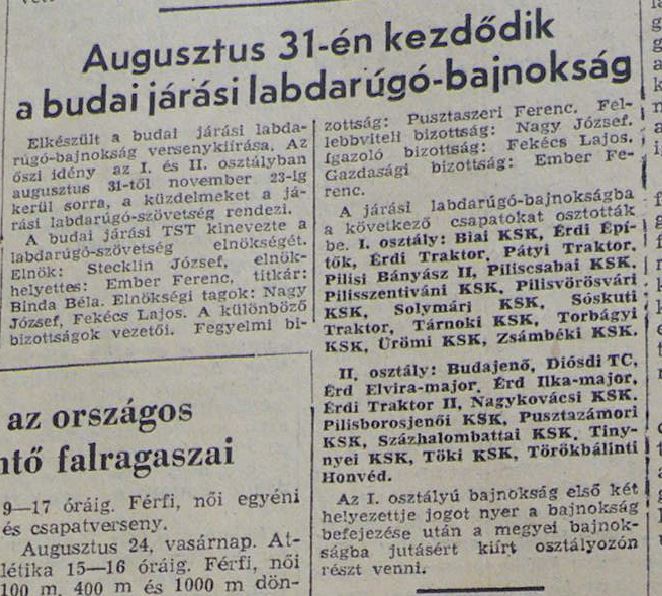 Augusztus 31-én kezdődik
a budai járási labdarúgó-bajnokság
Elkészült a budai járási labda-
rúgó-bajnokság versenykiírása. Az
őszi idény az I. és II. osztályban
augusztus 31-től november 23-ig
kerül sorra, a küzdelmeket a já-
rási labdarúgó-szövetség rendezi.
A budai járási TST kinevezte a
labdarúgó-szövetség elnökségét.
Elnök: Stecklin József, elnök-
helyettes: Ember Ferenc, titkár:
Binda Béla. Elnökségi tagok: Nagy
József, Fekécs Lajos. A különböző
bizottságok vezetői. Fegyelmi bi-
zottság: Pusztaszeri Ferenc. Fel-
lebbviteli bizottság: Nagy József.
Igazoló bizottság: Fekécs Lajos.
Gazdasági bizottság: Ember Fe-
renc.
A járási labdarúgó-bajnokságba
a következő csapatokat osztották
be. I. osztály: Biai KSK, Érdi Épí-
tők, Érdi Traktor, Pátyi Traktor,
Pilisi Bányász II, Piliscsabai KSK,
Pilisszentiváni KSK, Pilisvörösvári
KSK, Solymári KSK, Sóskuti
Traktor, Tárnoki KSK, Torbágyi
KSK, Ürömi KSK, Zsámbéki KSK.
II. osztály: Budajenő, Diósdi TC,
Érd Elvira-major, Érd Ilka-major,
Érdi Traktor II, Nagykovácsi KSK.
Pilisborosjenői KSK, Pusztazámori
KSK, Százhalombattai KSK, Tiny-
nyei KSK, Töki KSK, Törökbálinti
Honvéd.
Az I. osztályú bajnokság első két
helyezettje jogot nyer a bajnokság
befejezése után a megyei bajnok-
ságba jutásért kiírt osztályozón
részt venni.
az országos
ntő falragaszai
9—17 óráig. Férfi, női egyéni
és csapatverseny.
Augusztus 24, vasárnap. At-
létika 15—16 óráig. Férfi, női
100 m, 400 m és 1000 m dön-